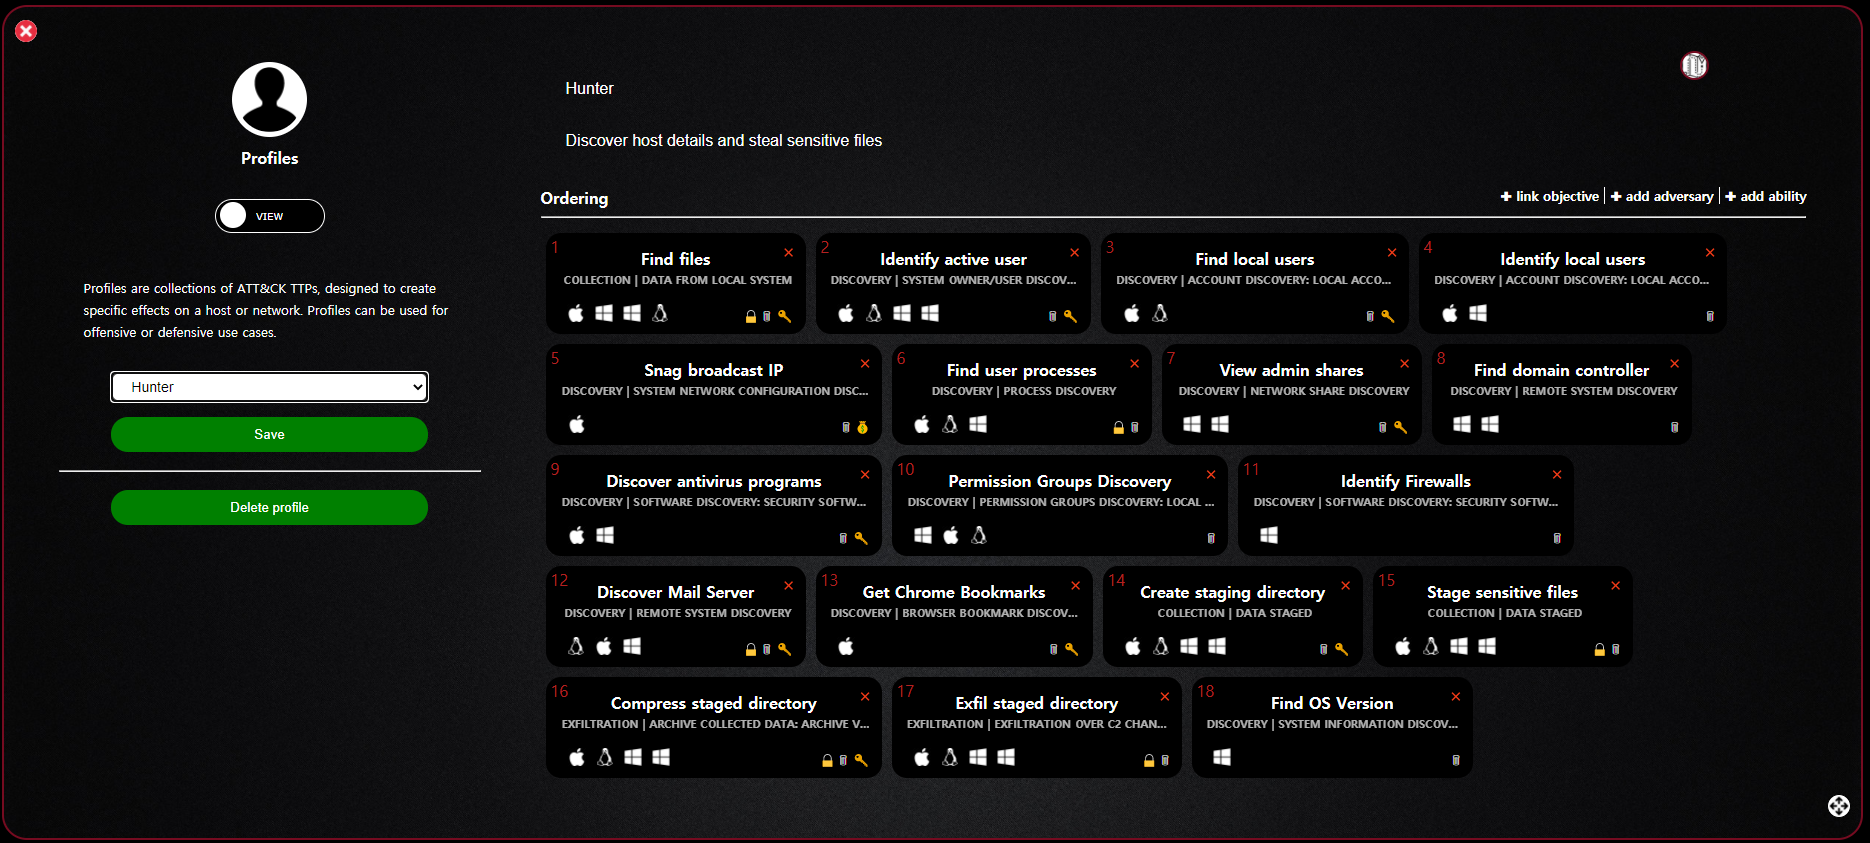 Profiles
VIEW
Profiles are collections of ATT&CK TTPs, designed to create
specific effects on a host or network. Profiles can be used for
offensive or defensive use cases.
Hunter
Save
Delete profile
Hunter
Discover host details and steal sensitive files
Ordering
+ link objective | + add adversary | + add ability
1
Find files
COLLECTION | DATA FROM LOCAL SYSTEM
2
Identify active user
DISCOVERY | SYSTEM OWNER/USER DISCOV...
3
Find local users
DISCOVERY | ACCOUNT DISCOVERY: LOCAL ACCO...
4
Identify local users
DISCOVERY | ACCOUNT DISCOVERY: LOCAL ACCO...
5
Snag broadcast IP
DISCOVERY | SYSTEM NETWORK CONFIGURATION DISC...
6
Find user processes
DISCOVERY | PROCESS DISCOVERY
7
View admin shares
DISCOVERY | NETWORK SHARE DISCOVERY
8
Find domain controller
DISCOVERY | REMOTE SYSTEM DISCOVERY
9
Discover antivirus programs
DISCOVERY | SOFTWARE DISCOVERY: SECURITY SOFTW...
10
Permission Groups Discovery
DISCOVERY | PERMISSION GROUPS DISCOVERY: LOCAL ...
11
Identify Firewalls
DISCOVERY | SOFTWARE DISCOVERY: SECURITY SOFTW...
12
Discover Mail Server
DISCOVERY | REMOTE SYSTEM DISCOVERY
13
Get Chrome Bookmarks
DISCOVERY | BROWSER BOOKMARK DISCOV...
14
Create staging directory
COLLECTION | DATA STAGED
15
Stage sensitive files
COLLECTION | DATA STAGED
16
Compress staged directory
EXFILTRATION | ARCHIVE COLLECTED DATA: ARCHIVE V...
17
Exfil staged directory
EXFILTRATION | EXFILTRATION OVER C2 CHAN...
18
Find OS Version
DISCOVERY | SYSTEM INFORMATION DISCOV...